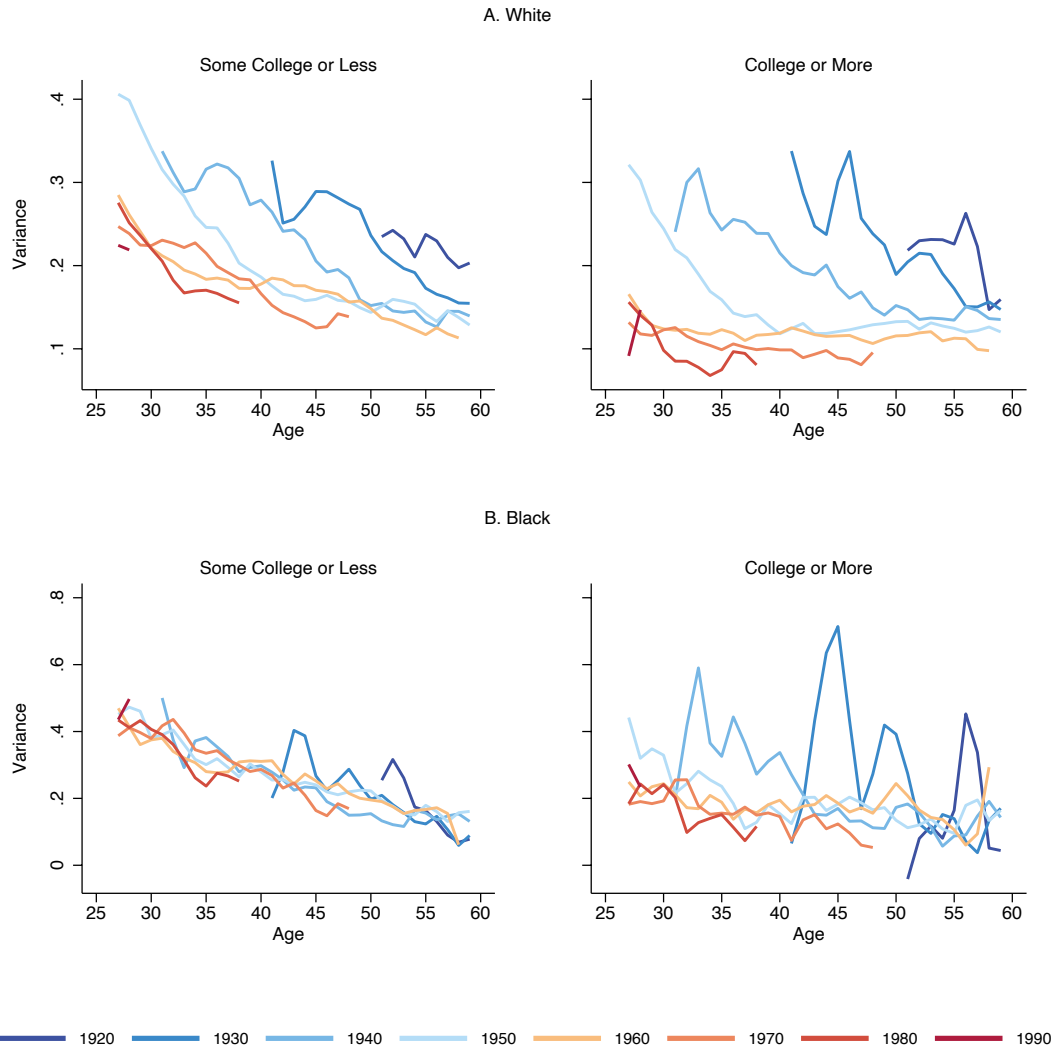 A. White
Some College or Less
College or More
Variance
.4
.3
.2
.1
25 30 35 40 45 50 55 60
Age
25 30 35 40 45 50 55 60
Age
B. Black
Some College or Less
College or More
Variance
.8
.6
.4
.2
0
25 30 35 40 45 50 55 60
Age
25 30 35 40 45 50 55 60
Age
1920 1930 1940 1950 1960 1970 1980 1990